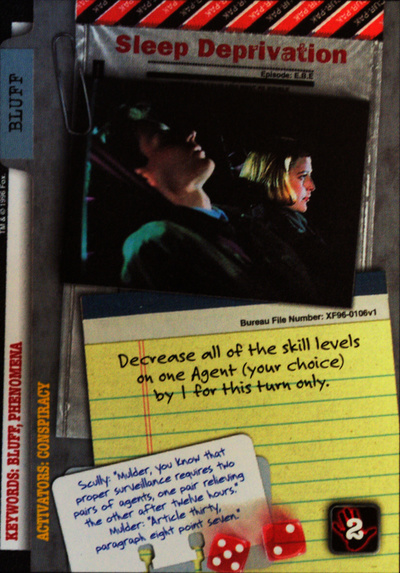 UR PAK
Sleep Deprivation
Episode: E.B.E
BLUFF
TM & © 1996 Fox.
Bureau File Number: XF96-0106v1
Decrease all of the skill levels
on one Agent (your choice)
by 1 for this turn only.
KEYWORDS: BLUFF, PHENOMENA
ACTIVATORS: CONSPIRACY
Scully: "Mulder, you know that
proper surveillance requires two
pairs of agents, one pair relieving
the other after twelve hours."
Mulder: "Article thirty,
paragraph eight point seven."
2